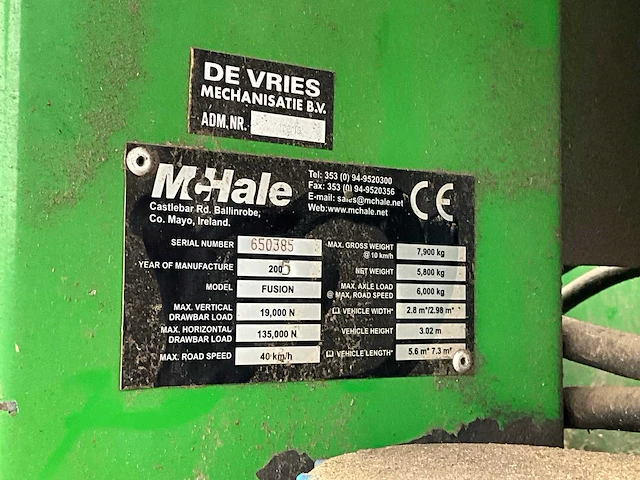 DE VRIES
MECHANISATIE B.V.
ADM.NR.
McHale
Castlebar Rd. Ballinrobe,
Co. Mayo, Ireland.
Tel: 353 (0) 94-9520300
Fax: 353 (0) 94-9520356
E-mail: sales@mchale.net
Web:www.mchale.net
CE
SERIAL NUMBER 650385
YEAR OF MANUFACTURE 2005
MODEL FUSION
MAX. VERTICAL
DRAWBAR LOAD 19,000 N
MAX. HORIZONTAL
DRAWBAR LOAD 135,000 N
MAX. ROAD SPEED 40 km/h
MAX. GROSS WEIGHT
@ 10 km/h 7,900 kg
NET WEIGHT 5,800 kg
MAX. AXLE LOAD
@ MAX. ROAD SPEED 6,000 kg
VEHICLE WIDTH* 2.8 m*/2.98 m*
VEHICLE HEIGHT 3.02 m
VEHICLE LENGTH* 5.6 m* 7.3 m*